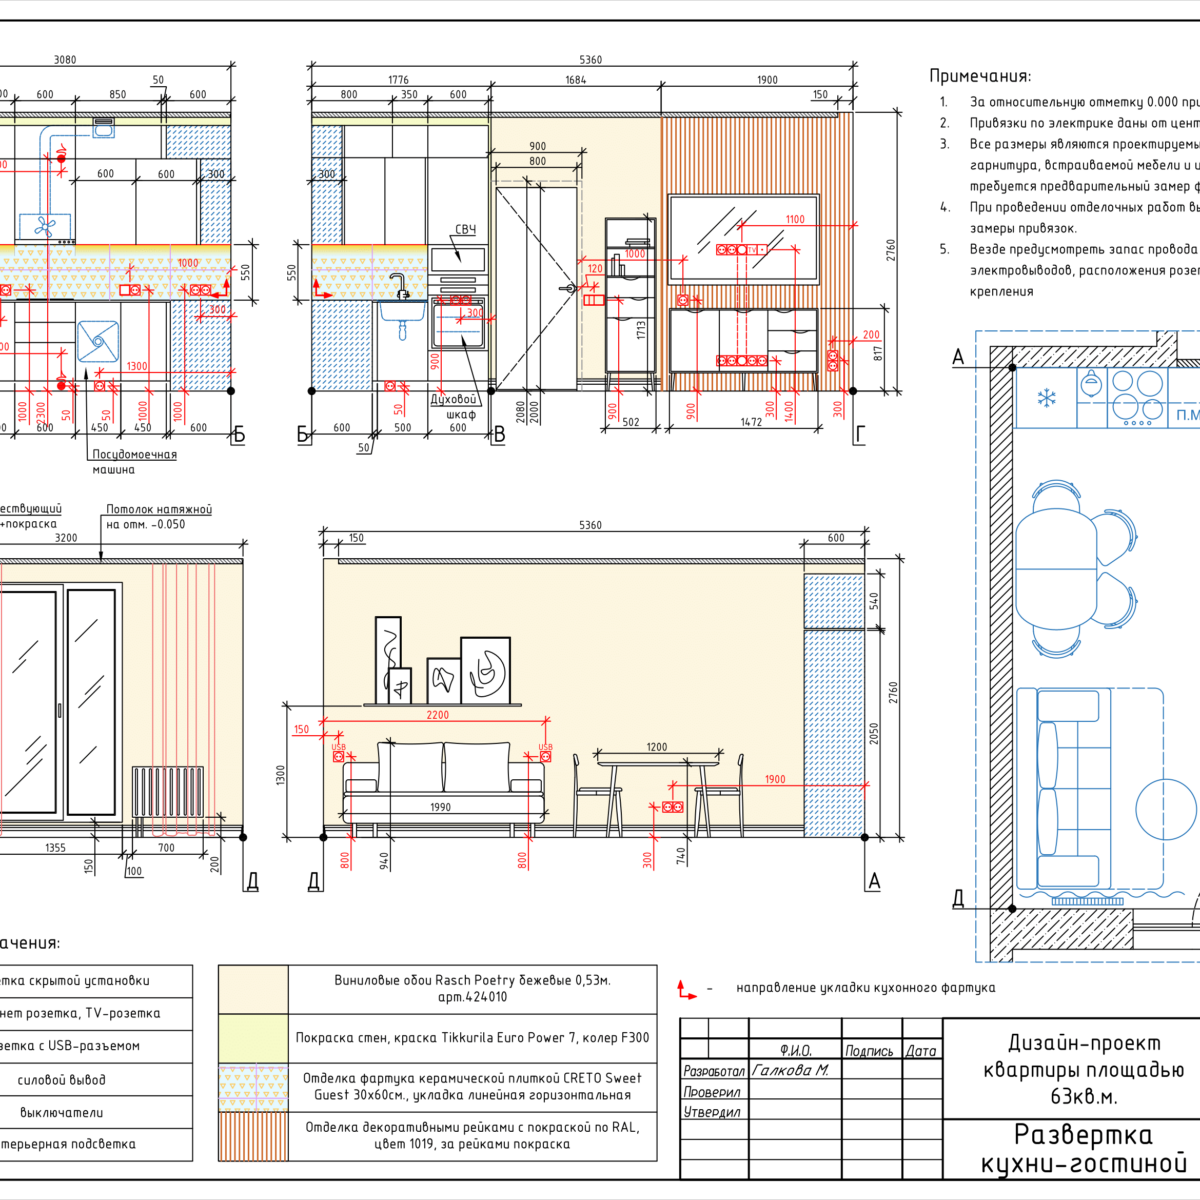 3080
50
600
850
600
600
600
300
1000
550
300
1300
1000
2300
50
50
1000
1000
600
450
450
600
Б
Посудомоечная
машина
5360
1776
1684
1900
800
350
600
150
900
800
300
СВЧ
1100
2760
550
1000
120
TV
300
1713
200
900
817
Духовой
шкаф
50
2080
2000
900
900
300
1400
300
600
500
600
502
1472
50
Б
В
Г
Примечания:
1. За относительную отметку 0.000 при
2. Привязки по электрике даны от цент
3. Все размеры являются проектируемы
гарнитура, встраиваемой мебели и
требуется предварительный замер ф
4. При проведении отделочных работ вы
замеры привязок.
5. Везде предусмотреть запас провода
электровыводов, расположения розе
крепления
ествующий
+покраска
Потолок натяжной
на отм. -0.050
3200
1355
700
150
100
200
Д
5360
150
600
540
2760
2050
2200
150
USB
USB
1300
1200
1900
1990
800
940
800
300
740
Д
А
А
П.М
Д
ачения:
етка скрытой установки
нет розетка, TV-розетка
зетка с USB-разъемом
силовой вывод
выключатели
терьерная подсветка
Виниловые обои Rasch Poetry бежевые 0,53м.
арт.424010
Покраска стен, краска Tikkurila Euro Power 7, колер F300
Отделка фартука керамической плиткой CRETO Sweet
Guest 30х60см., укладка линейная горизонтальная
Отделка декоративными рейками с покраской по RAL,
цвет 1019, за рейками покраска
- направление укладки кухонного фартука
Ф.И.О. Подпись Дата
Разработал Галкова М.
Проверил
Утвердил
Дизайн-проект
квартиры площадью
63кв.м.
Развертка
кухни-гостиной